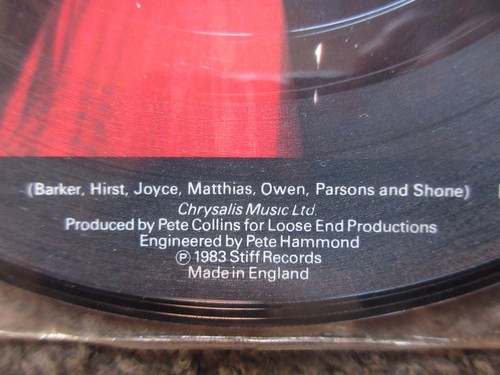 (Barker, Hirst, Joyce, Matthias, Owen, Parsons and Shone)
Chrysalis Music Ltd.
Produced by Pete Collins for Loose End Productions
Engineered by Pete Hammond
Ⓟ 1983 Stiff Records
Made in England